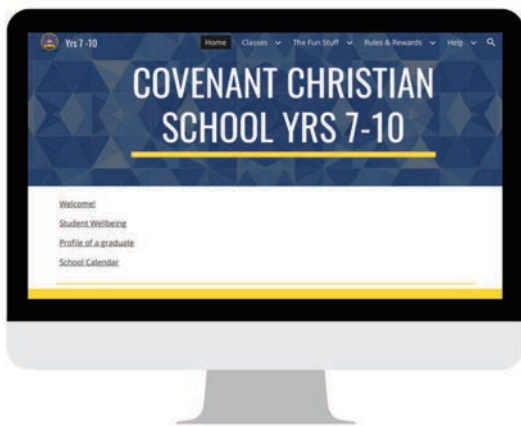 Yrs 7 -10 Home Classes The Fun Stuff Rules & Rewards Help
COVENANT CHRISTIAN
SCHOOL YRS 7-10
Welcome!
Student Wellbeing
Profile of a graduate
School Calendar